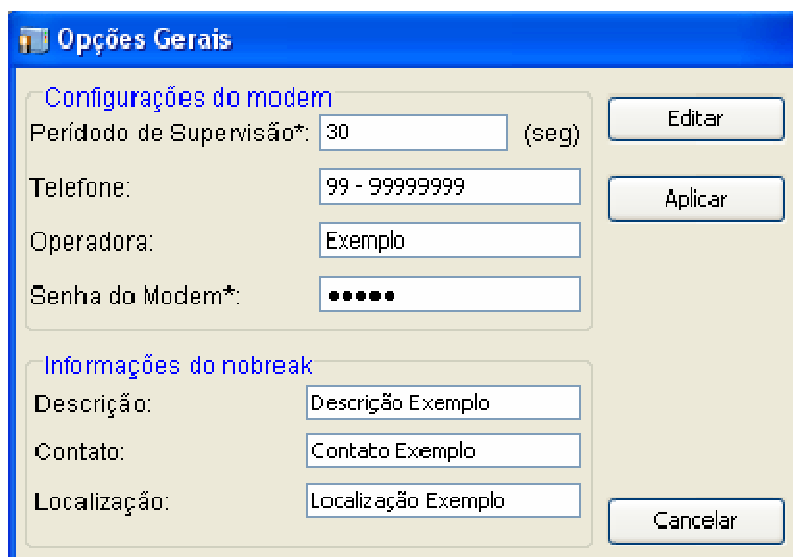 Opções Gerais
Configurações do modem
Perídodo de Supervisão*: 30 (seg)
Editar
Telefone: 99 - 99999999
Aplicar
Operadora: Exemplo
Senha do Modem*: •••••
Informações do nobreak
Descrição: Descrição Exemplo
Contato: Contato Exemplo
Localização: Localização Exemplo
Cancelar